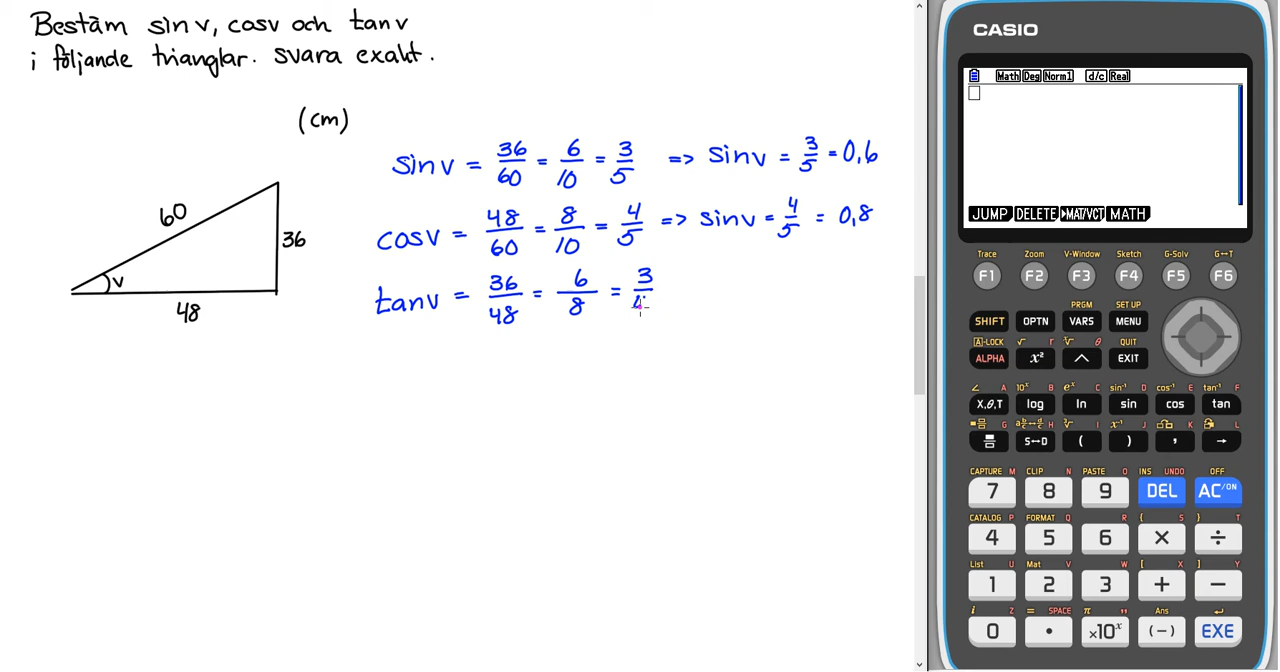 Bestäm sin v, cos v och tan v
i följande trianglar. svara exakt.
(cm)
60
36
v
48
sin v = 36/60 = 6/10 = 3/5 => sin v = 3/5 = 0,6
cos v = 48/60 = 8/10 = 4/5 => sin v = 4/5 = 0,8
tan v = 36/48 = 6/8 = 3/4
CASIO
Math Deg Norm1 d/c Real
JUMP DELETE ▶MAT/VCT MATH
Trace Zoom V-Window Sketch G-Solv G↔T
F1 F2 F3 F4 F5 F6
PRGM SET UP
SHIFT OPTN VARS MENU
A-LOCK √ r ˣ√ θ QUIT
ALPHA x² ^ EXIT
∠ A 10ˣ B eˣ C sin⁻¹ D cos⁻¹ E tan⁻¹ F
X,θ,T log ln sin cos tan
G a b/c↔d/c H ³√ I x⁻¹ J K L
S↔D ( ) , →
CAPTURE M CLIP N PASTE O INS UNDO OFF
7 8 9 DEL AC/ON
CATALOG P FORMAT Q R { S } T
4 5 6 × ÷
List U Mat V W [ X ] Y
1 2 3 + −
i Z = SPACE π " Ans ↵
0 • ×10ˣ (−) EXE